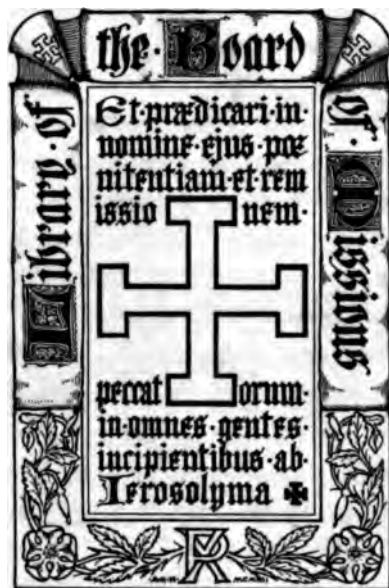 Library · of
the · Board
of · Missions
Et · prædicari · in ·
nomine · ejus · pœ
nitentiam · et · rem
issio nem ·
peccat orum ·
in · omnes · gentes ·
incipientibus · ab ·
Ierosolyma ✠